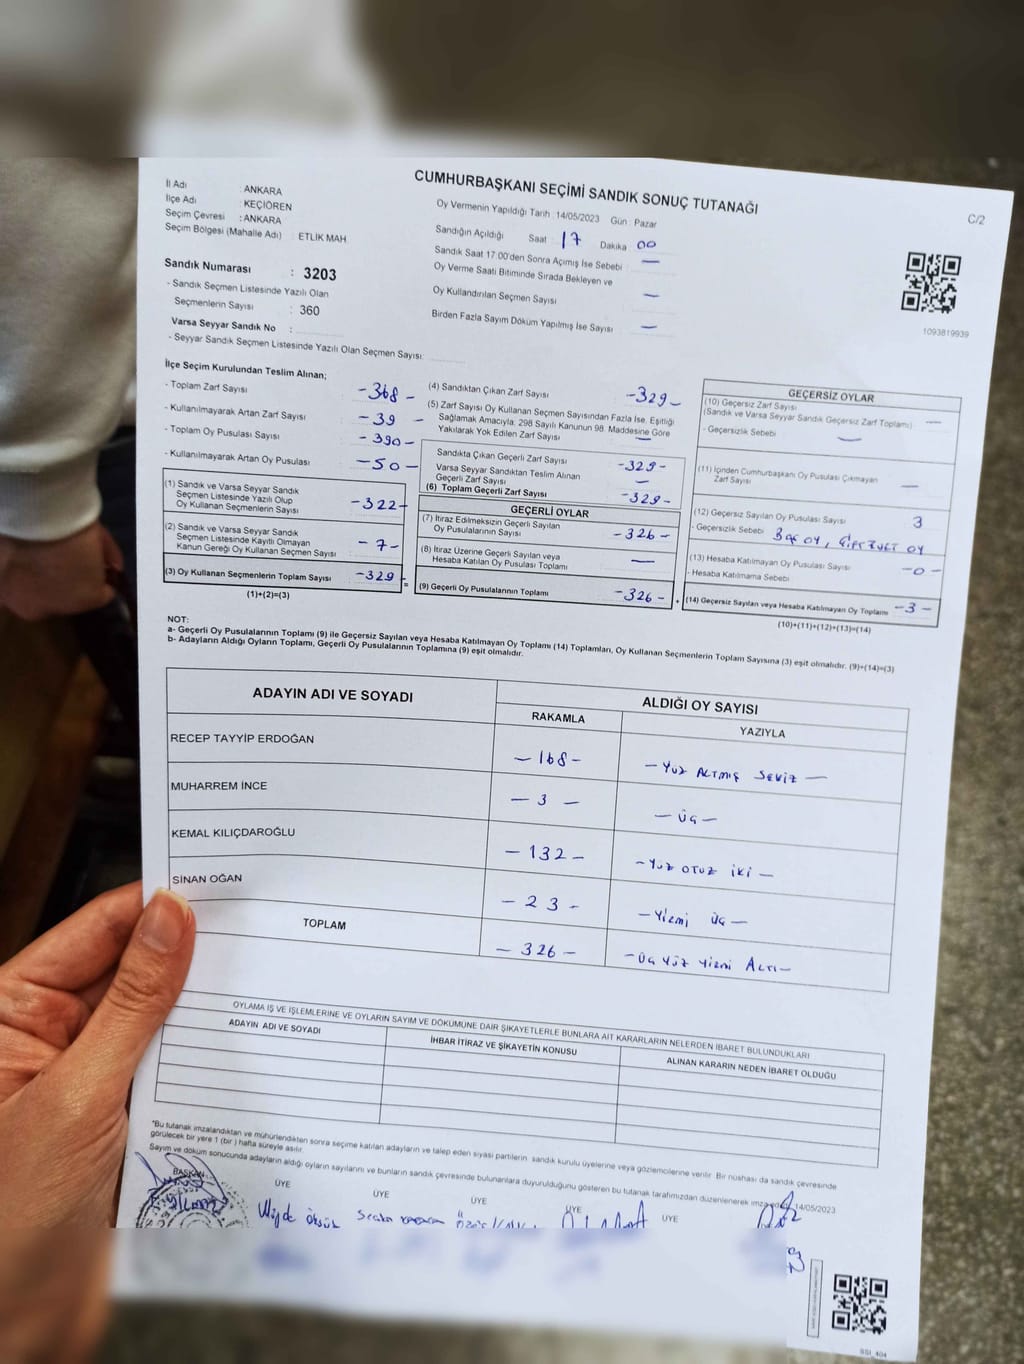 CUMHURBAŞKANI SEÇİMİ SANDIK SONUÇ TUTANAĞI
C/2
İl Adı : ANKARA
İlçe Adı : KEÇİÖREN
Seçim Çevresi : ANKARA
Seçim Bölgesi (Mahalle Adı) : ETLİK MAH.
Sandık Numarası : 3203
- Sandık Seçmen Listesinde Yazılı Olan
Seçmenlerin Sayısı : 360
Varsa Seyyar Sandık No :
- Seyyar Sandık Seçmen Listesinde Yazılı Olan Seçmen Sayısı:
Oy Vermenin Yapıldığı Tarih : 14/05/2023 Gün : Pazar
Sandığın Açıldığı Saat 17 Dakika 00
Sandık Saat 17.00'den Sonra Açımış İse Sebebi —
Oy Verme Saati Bitiminde Sırada Bekleyen ve
Oy Kullandırılan Seçmen Sayısı —
Birden Fazla Sayım Döküm Yapılmış İse Sayısı —
1093819939
İlçe Seçim Kurulundan Teslim Alınan;
- Toplam Zarf Sayısı -368-
- Kullanılmayarak Artan Zarf Sayısı -39-
- Toplam Oy Pusulası Sayısı -390-
- Kullanılmayarak Artan Oy Pusulası -50-
(1) Sandık ve Varsa Seyyar Sandık
Seçmen Listesinde Yazılı Olup
Oy Kullanan Seçmenlerin Sayısı -322-
(2) Sandık ve Varsa Seyyar Sandık
Seçmen Listesinde Kayıtlı Olmayan
Kanun Gereği Oy Kullanan Seçmen Sayısı -7-
(3) Oy Kullanan Seçmenlerin Toplam Sayısı -329-
(1)+(2)=(3)
(4) Sandıktan Çıkan Zarf Sayısı -329-
(5) Zarf Sayısı Oy Kullanan Seçmen Sayısından Fazla İse, Eşitliği
Sağlamak Amacıyla; 298 Sayılı Kanunun 98. Maddesine Göre
Yakılarak Yok Edilen Zarf Sayısı —
Sandıkta Çıkan Geçerli Zarf Sayısı -329-
Varsa Seyyar Sandıktan Teslim Alınan
Geçerli Zarf Sayısı —
(6) Toplam Geçerli Zarf Sayısı -329-
GEÇERLİ OYLAR
(7) İtiraz Edilmeksizin Geçerli Sayılan
Oy Pusulalarının Sayısı -326-
(8) İtiraz Üzerine Geçerli Sayılan veya
Hesaba Katılan Oy Pusulası Toplamı —
= (9) Geçerli Oy Pusulalarının Toplamı -326- +
GEÇERSİZ OYLAR
(10) Geçersiz Zarf Sayısı
(Sandık ve Varsa Seyyar Sandık Geçersiz Zarf Toplamı) —
- Geçersizlik Sebebi —
(11) İçinden Cumhurbaşkanı Oy Pusulası Çıkmayan
Zarf Sayısı —
(12) Geçersiz Sayılan Oy Pusulası Sayısı 3
- Geçersizlik Sebebi OY, OY
(13) Hesaba Katılmayan Oy Pusulası Sayısı -0-
- Hesaba Katılmama Sebebi
(14) Geçersiz Sayılan veya Hesaba Katılmayan Oy Toplamı -3-
(10)+(11)+(12)+(13)=(14)
NOT:
a- Geçerli Oy Pusulalarının Toplamı (9) ile Geçersiz Sayılan veya Hesaba Katılmayan Oy Toplamı (14) Toplamları, Oy Kullanan Seçmenlerin Toplam Sayısına (3) eşit olmalıdır. (9)+(14)=(3)
b- Adayların Aldığı Oyların Toplamı, Geçerli Oy Pusulalarının Toplamına (9) eşit olmalıdır.
ADAYIN ADI VE SOYADI ALDIĞI OY SAYISI
RAKAMLA YAZIYLA
RECEP TAYYİP ERDOĞAN -168- -YÜZ ALTMIŞ SEKİZ-
MUHARREM İNCE -3- -ÜÇ-
KEMAL KILIÇDAROĞLU -132- -YÜZ OTUZ İKİ-
SİNAN OĞAN -23- -YİRMİ ÜÇ-
TOPLAM -326- -ÜÇ YÜZ YİRMİ ALTI-
OYLAMA İŞ VE İŞLEMLERİNE VE OYLARIN SAYIM VE DÖKÜMÜNE DAİR ŞİKAYETLERLE BUNLARA AİT KARARLARIN NELERDEN İBARET BULUNDUKLARI
ADAYIN ADI VE SOYADI İHBAR İTİRAZ VE ŞİKAYETİN KONUSU ALINAN KARARIN NEDEN İBARET OLDUĞU
"Bu tutanak imzalandıktan ve mühürlendikten sonra seçime katılan adayların ve talep eden siyasi partilerin sandık kurulu üyelerine veya gözlemcilerine verilir. Bir nüshası da sandık çevresinde
görülecek bir yere 1 (bir) hafta süreyle asılır.
Sayım ve döküm sonucunda adayların aldığı oyların sayılarını ve bunların sandık çevresinde bulunanlara duyurulduğunu gösteren bu tutanak tarafımızdan düzenlenerek 14/05/2023
BAŞKAN ÜYE ÜYE ÜYE ÜYE ÜYE